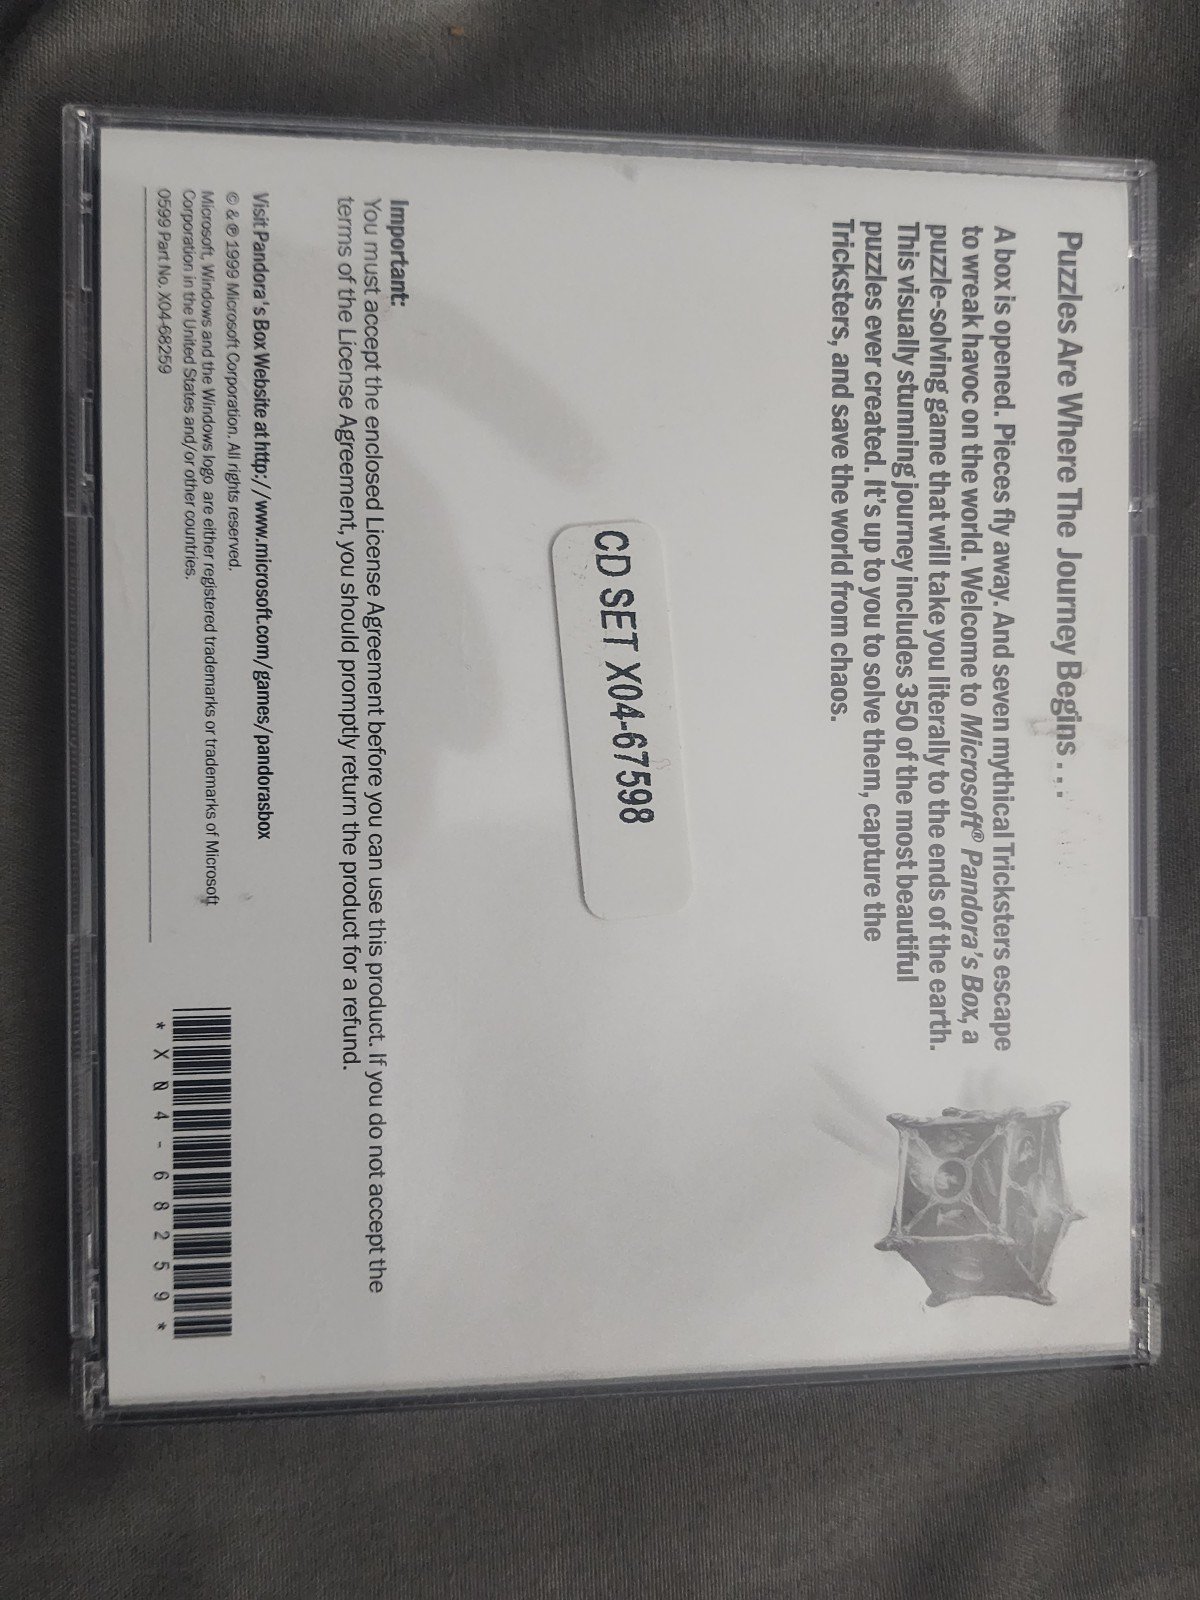 Puzzles Are Where The Journey Begins . . .
A box is opened. Pieces fly away. And seven mythical Tricksters escape
to wreak havoc on the world. Welcome to Microsoft® Pandora's Box, a
puzzle-solving game that will take you literally to the ends of the earth.
This visually stunning journey includes 350 of the most beautiful
puzzles ever created. It's up to you to solve them, capture the
Tricksters, and save the world from chaos.
CD SET X04-67598
Important:
You must accept the enclosed License Agreement before you can use this product. If you do not accept the
terms of the License Agreement, you should promptly return the product for a refund.
Visit Pandora's Box Website at http://www.microsoft.com/games/pandorasbox
© & ℗ 1999 Microsoft Corporation. All rights reserved.
Microsoft, Windows and the Windows logo are either registered trademarks or trademarks of Microsoft
Corporation in the United States and/or other countries.
0599 Part No. X04-68259
*X04-68259*